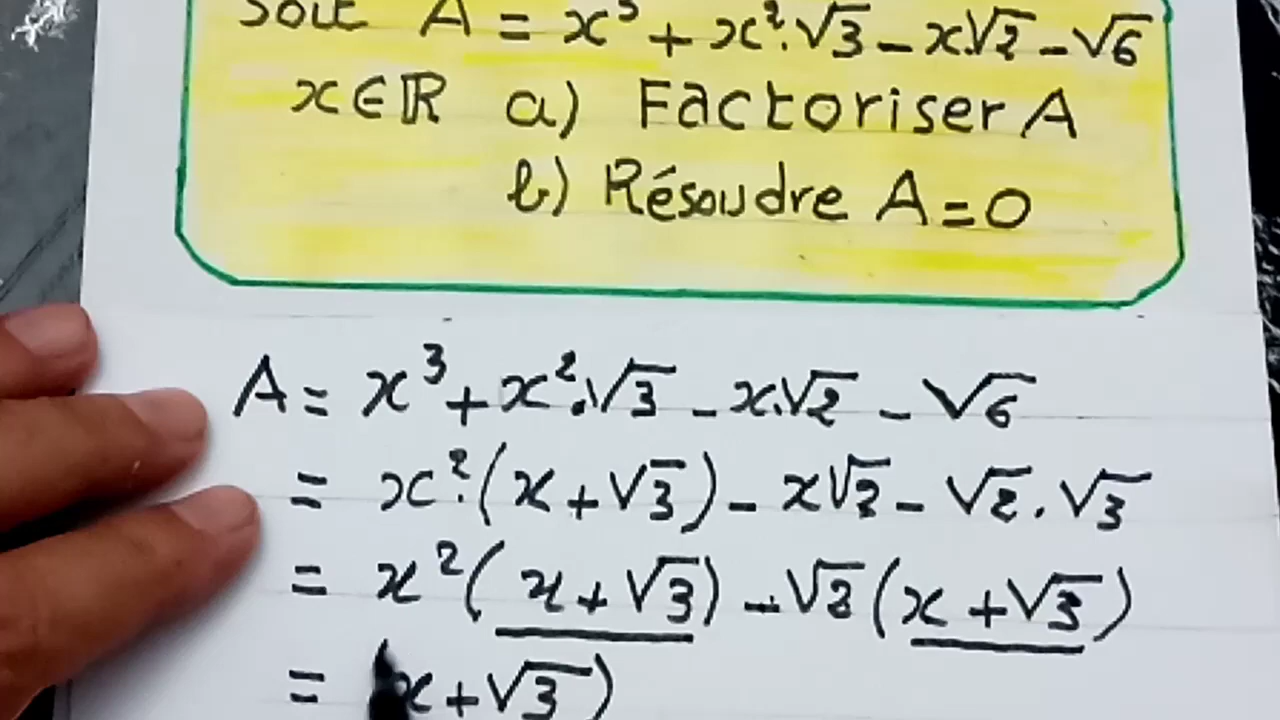 Soit A = x³ + x².√3 - x.√2 - √6
x∈ℝ a) Factoriser A
b) Résoudre A = 0
A = x³ + x².√3 - x.√2 - √6
= x².(x + √3) - x√2 - √2 . √3
= x²(x + √3) - √2(x + √3)
= x + √3)